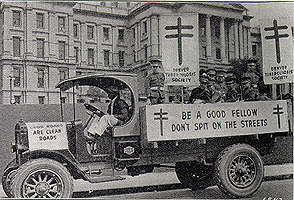 DENVER
TUBERCULOSIS
SOCIETY
DENVER
TUBERCULOSIS
SOCIETY
GOOD ROADS
ARE CLEAN
ROADS
BE A GOOD FELLOW
DON'T SPIT ON THE STREETS